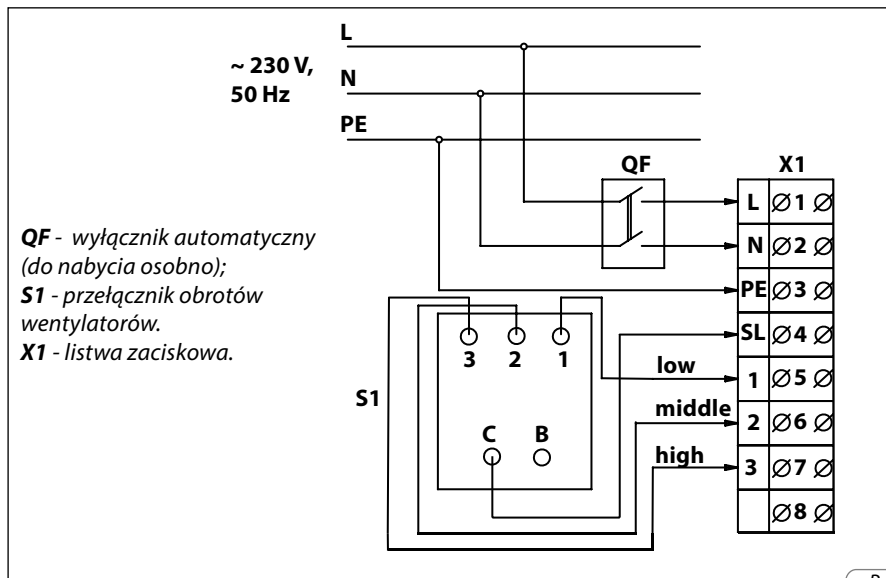 L
~ 230 V,
50 Hz
N
PE
QF
X1
QF - wyłącznik automatyczny
(do nabycia osobno);
S1 - przełącznik obrotów
wentylatorów.
X1 - listwa zaciskowa.
L 1
N 2
PE 3
SL 4
low 1 5
middle 2 6
high 3 7
8
S1
3 2 1
C B